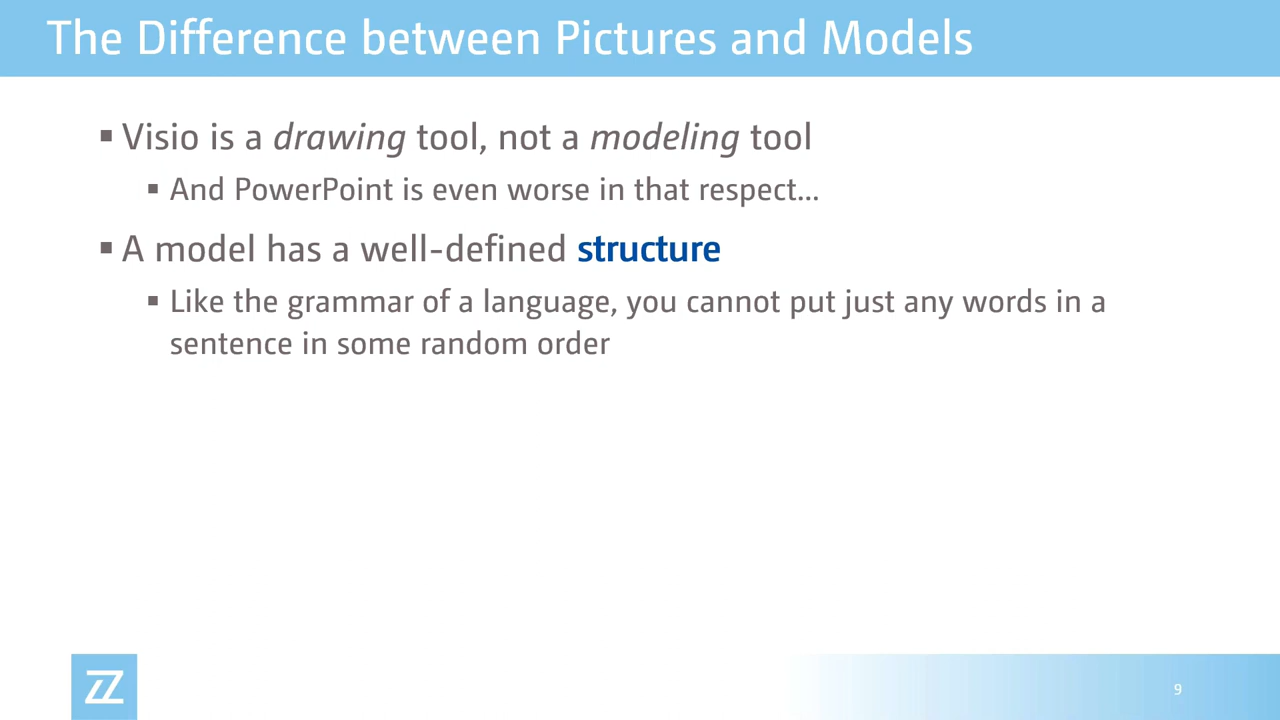 The Difference between Pictures and Models
▪ Visio is a drawing tool, not a modeling tool
▪ And PowerPoint is even worse in that respect...
▪ A model has a well-defined structure
▪ Like the grammar of a language, you cannot put just any words in a
sentence in some random order
ZZ
9